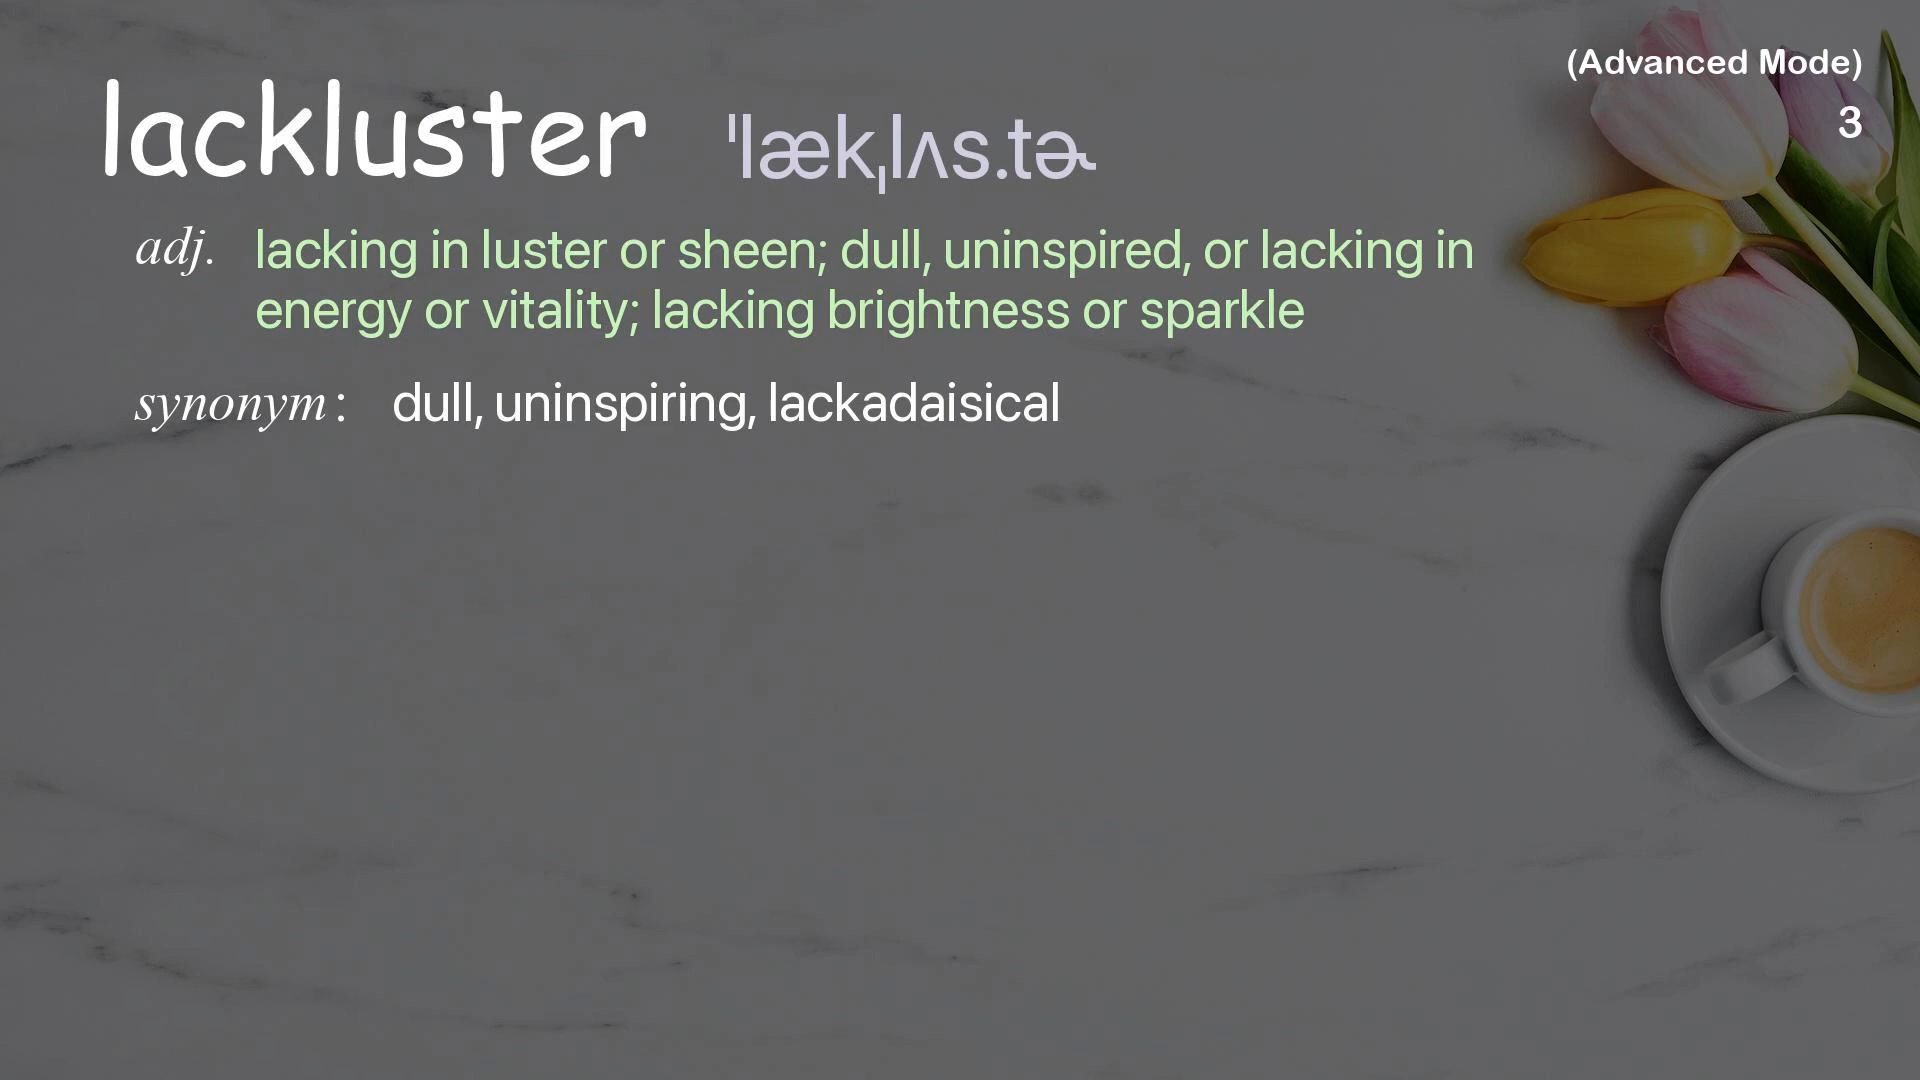 (Advanced Mode)
3
lackluster ˈlækˌlʌs.tɚ
adj. lacking in luster or sheen; dull, uninspired, or lacking in
energy or vitality; lacking brightness or sparkle
synonym: dull, uninspiring, lackadaisical